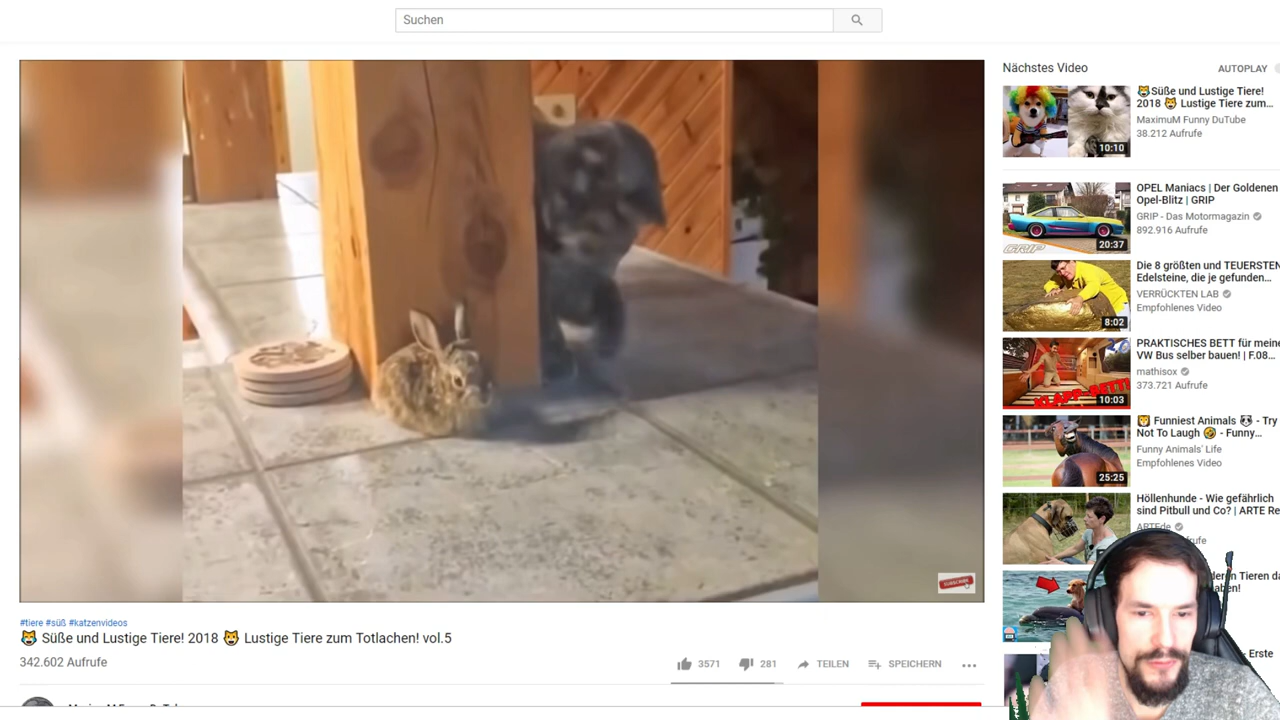 Suchen
SUBSCRIBE
#tiere #süß #katzenvideos
Süße und Lustige Tiere! 2018 Lustige Tiere zum Totlachen! vol.5
342.602 Aufrufe
3571 281 TEILEN SPEICHERN
Nächstes Video AUTOPLAY
Süße und Lustige Tiere!
2018 Lustige Tiere zum...
MaximuM Funny DuTube
38.212 Aufrufe
10:10
OPEL Maniacs | Der Goldenen
Opel-Blitz | GRIP
GRIP - Das Motormagazin
892.916 Aufrufe
GRIP 20:37
Die 8 größten und TEUERSTEN
Edelsteine, die je gefunden...
VERRÜCKTEN LAB
Empfohlenes Video
8:02
PRAKTISCHES BETT für meine
VW Bus selber bauen! | F.08...
mathisox
373.721 Aufrufe
KLAPP-BETT!
10:03
Funniest Animals - Try
Not To Laugh - Funny...
Funny Animals' Life
Empfohlenes Video
25:25
Höllenhunde - Wie gefährlich
sind Pitbull und Co? | ARTE Re
ARTEde
Erste